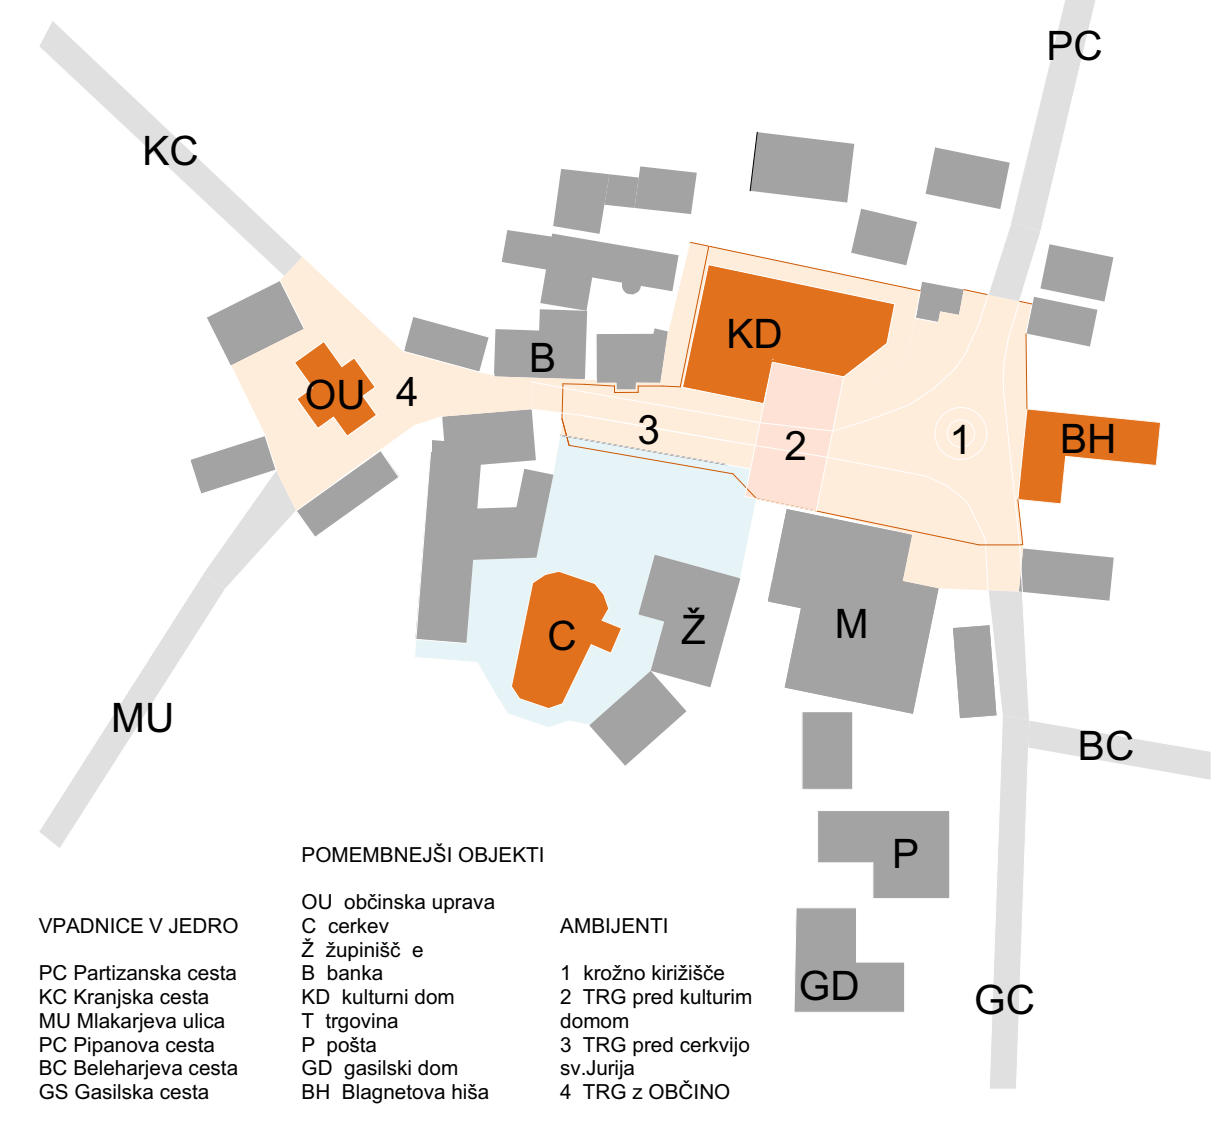 PC
KC
KD
B
OU
4
3
2
1
BH
C
Ž
M
MU
BC
P
GD
GC
VPADNICE V JEDRO
PC Partizanska cesta
KC Kranjska cesta
MU Mlakarjeva ulica
PC Pipanova cesta
BC Beleharjeva cesta
GS Gasilska cesta
POMEMBNEJŠI OBJEKTI
OU občinska uprava
C cerkev
Ž župinišč e
B banka
KD kulturni dom
T trgovina
P pošta
GD gasilski dom
BH Blagnetova hiša
AMBIJENTI
1 krožno kirižišče
2 TRG pred kulturim
domom
3 TRG pred cerkvijo
sv.Jurija
4 TRG z OBČINO